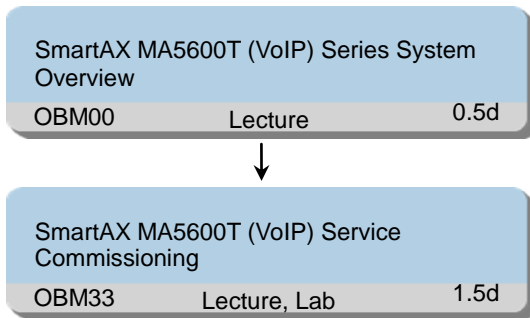 SmartAX MA5600T (VoIP) Series System
Overview
OBM00 Lecture 0.5d
SmartAX MA5600T (VoIP) Service
Commissioning
OBM33 Lecture, Lab 1.5d